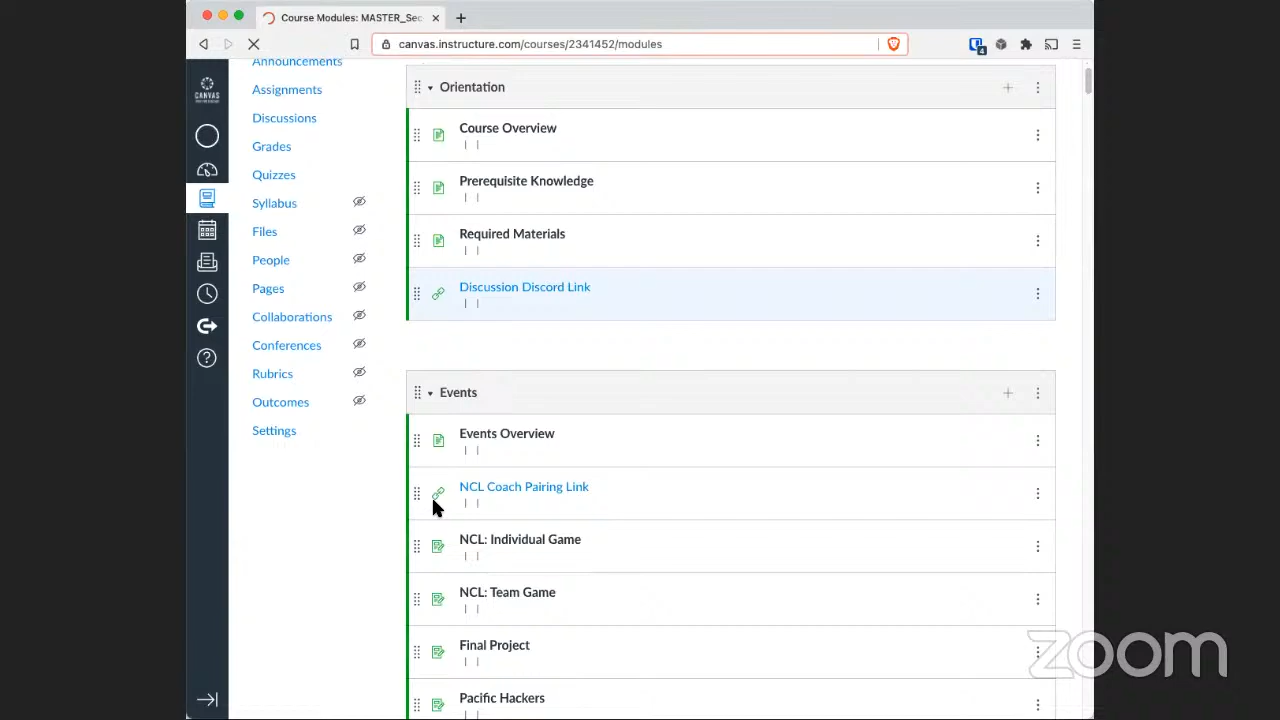 Course Modules: MASTER_Sec
canvas.instructure.com/courses/2341452/modules
4
CANVAS
Announcements
Assignments
Discussions
Grades
Quizzes
Syllabus
Files
People
Pages
Collaborations
Conferences
Rubrics
Outcomes
Settings
Orientation
Course Overview
Prerequisite Knowledge
Required Materials
Discussion Discord Link
Events
Events Overview
NCL Coach Pairing Link
NCL: Individual Game
NCL: Team Game
Final Project
Pacific Hackers
zoom